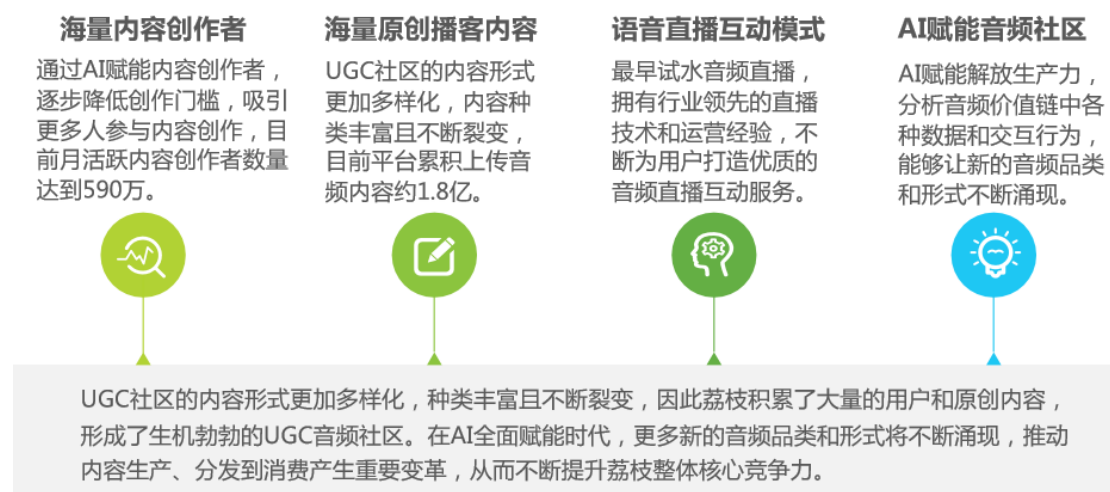 海量内容创作者
通过AI赋能内容创作者，
逐步降低创作门槛，吸引
更多人参与内容创作，目
前月活跃内容创作者数量
达到590万。
海量原创播客内容
UGC社区的内容形式
更加多样化，内容种
类丰富且不断裂变，
目前平台累积上传音
频内容约1.8亿。
语音直播互动模式
最早试水音频直播，
拥有行业领先的直播
技术和运营经验，不
断为用户打造优质的
音频直播互动服务。
AI赋能音频社区
AI赋能解放生产力，
分析音频价值链中各
种数据和交互行为，
能够让新的音频品类
和形式不断涌现。
UGC社区的内容形式更加多样化，种类丰富且不断裂变，因此荔枝积累了大量的用户和原创内容，
形成了生机勃勃的UGC音频社区。在AI全面赋能时代，更多新的音频品类和形式将不断涌现，推动
内容生产、分发到消费产生重要变革，从而不断提升荔枝整体核心竞争力。